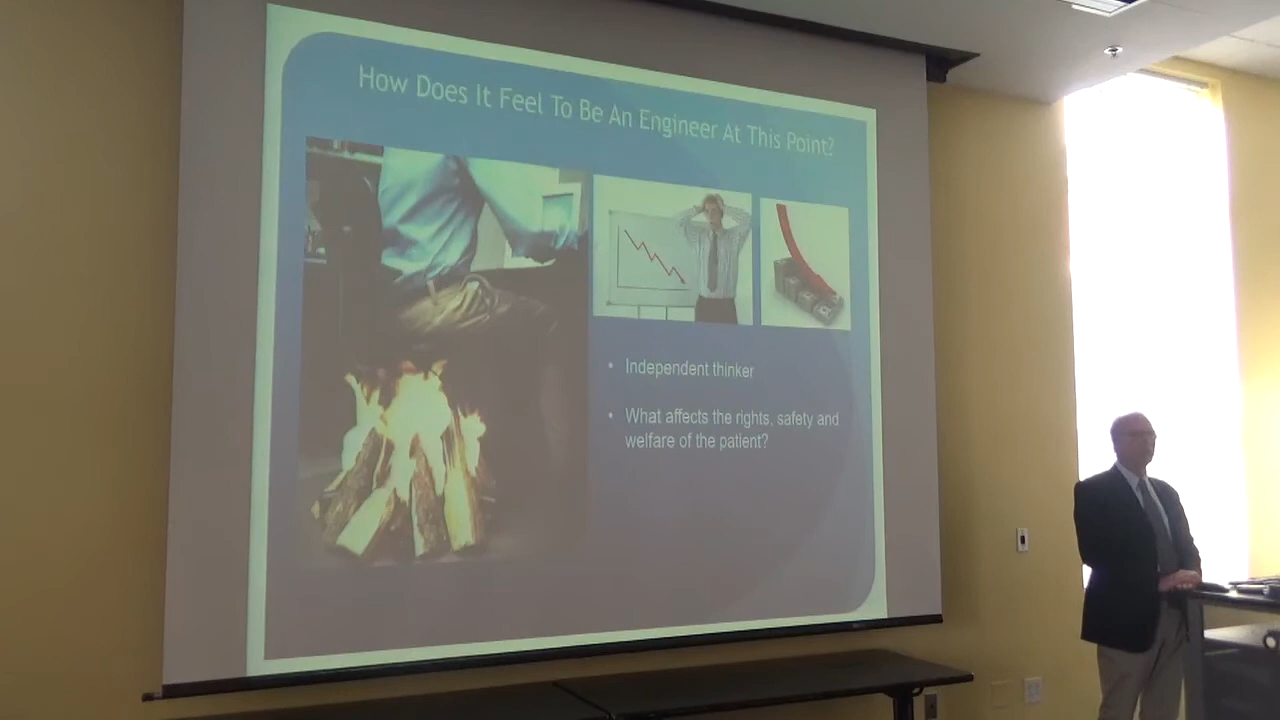 How Does It Feel To Be An Engineer At This Point?
• Independent thinker
• What affects the rights, safety and
welfare of the patient?